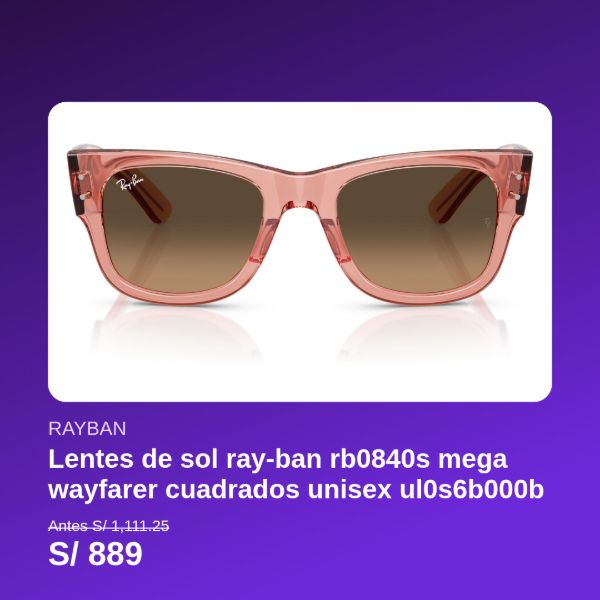 Ray-Ban
RAYBAN
Lentes de sol ray-ban rb0840s mega
wayfarer cuadrados unisex ul0s6b000b
Antes S/ 1,111.25
S/ 889